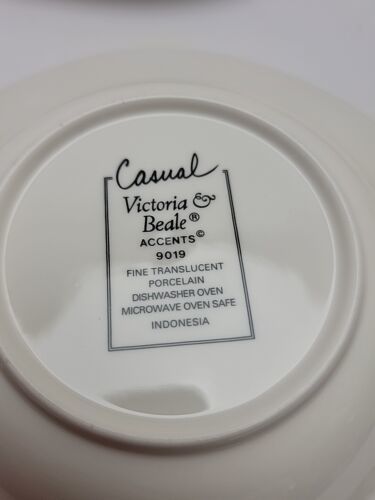 Casual
Victoria &
Beale®
ACCENTS©
9019
FINE TRANSLUCENT
PORCELAIN
DISHWASHER OVEN
MICROWAVE OVEN SAFE
INDONESIA